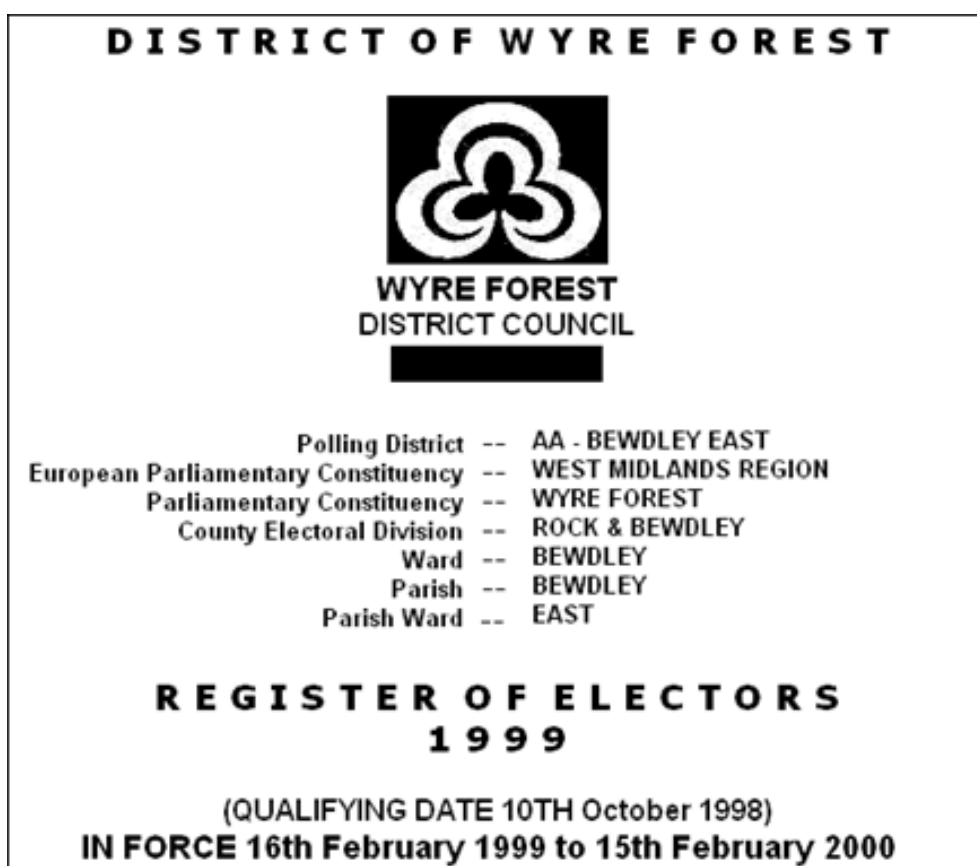 DISTRICT OF WYRE FOREST
WYRE FOREST
DISTRICT COUNCIL
Polling District -- AA - BEWDLEY EAST
European Parliamentary Constituency -- WEST MIDLANDS REGION
Parliamentary Constituency -- WYRE FOREST
County Electoral Division -- ROCK & BEWDLEY
Ward -- BEWDLEY
Parish -- BEWDLEY
Parish Ward -- EAST
REGISTER OF ELECTORS
1999
(QUALIFYING DATE 10TH October 1998)
IN FORCE 16th February 1999 to 15th February 2000